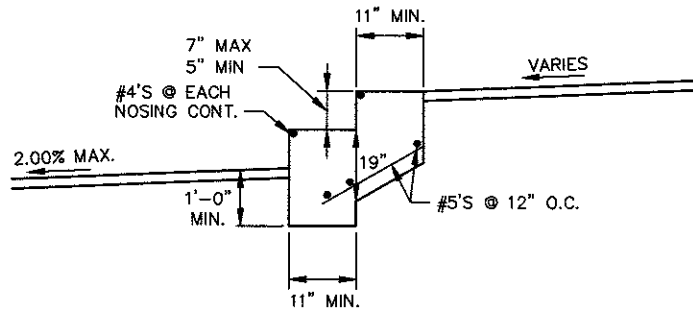 11" MIN.
7" MAX
5" MIN
VARIES
#4'S @ EACH
NOSING CONT.
2.00% MAX.
19"
1'-0"
MIN.
#5'S @ 12" O.C.
11" MIN.